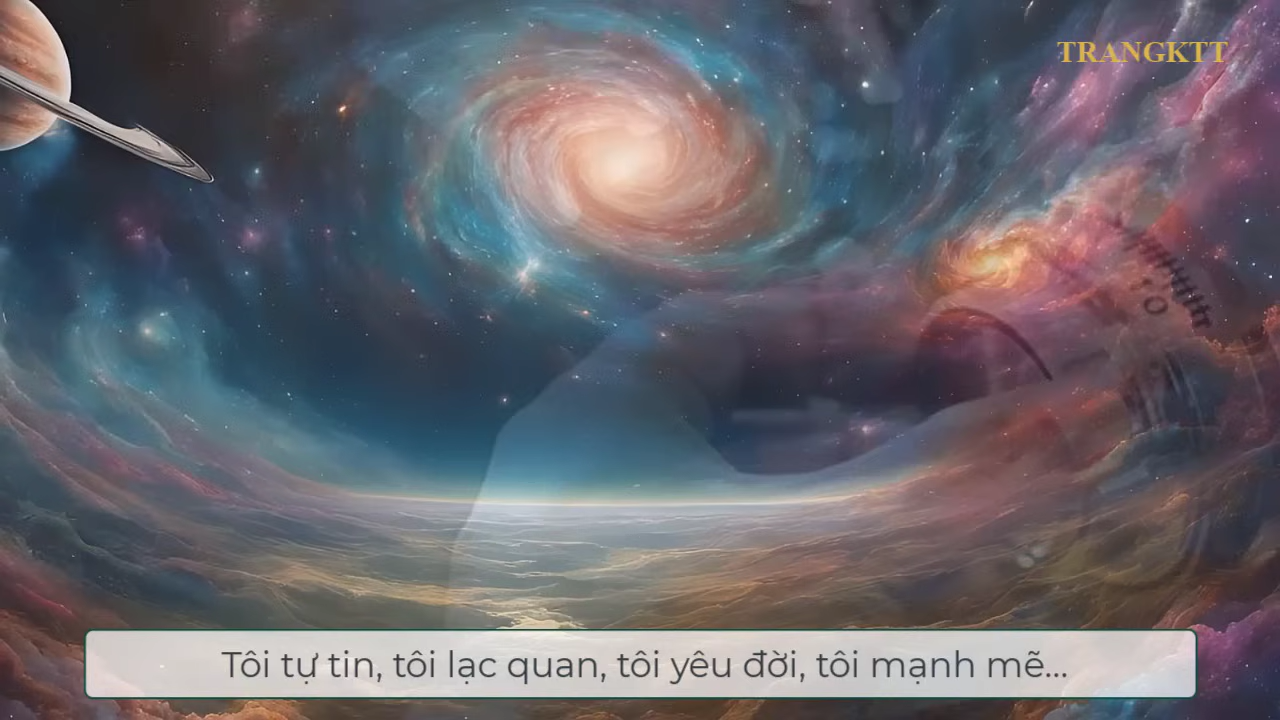 TRANGKTT
Tôi tự tin, tôi lạc quan, tôi yêu đời, tôi mạnh mẽ...